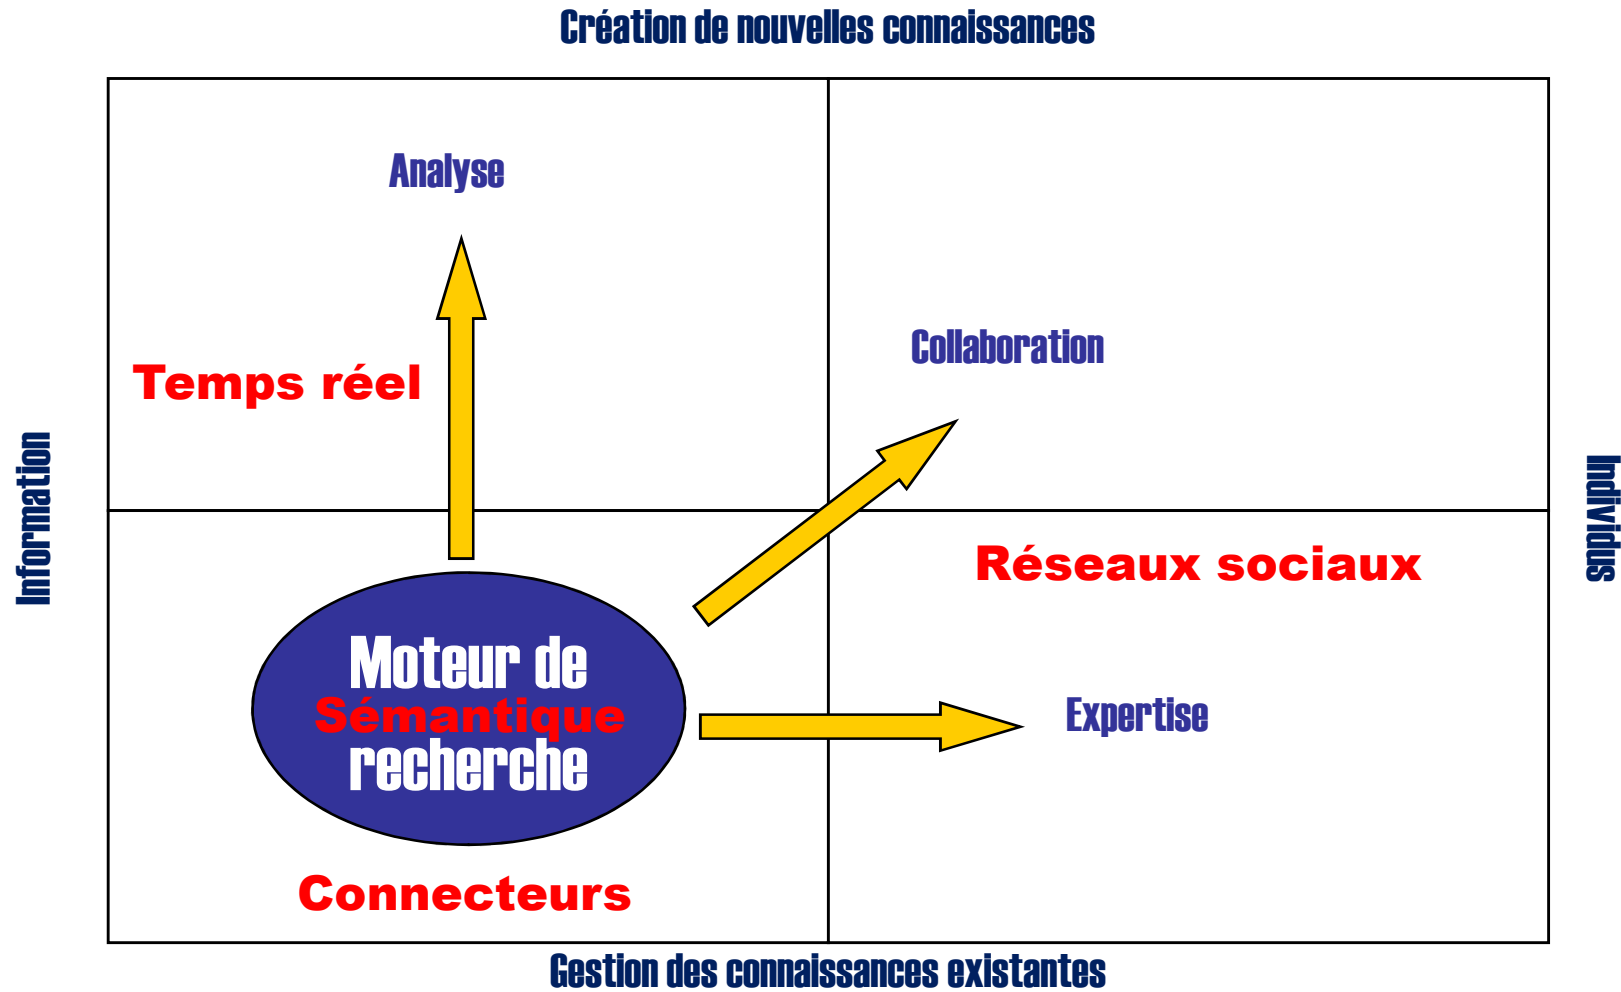 Création de nouvelles connaissances
Analyse
Collaboration
Temps réel
Information
Individus
Réseaux sociaux
Moteur de
Sémantique
recherche
Expertise
Connecteurs
Gestion des connaissances existantes